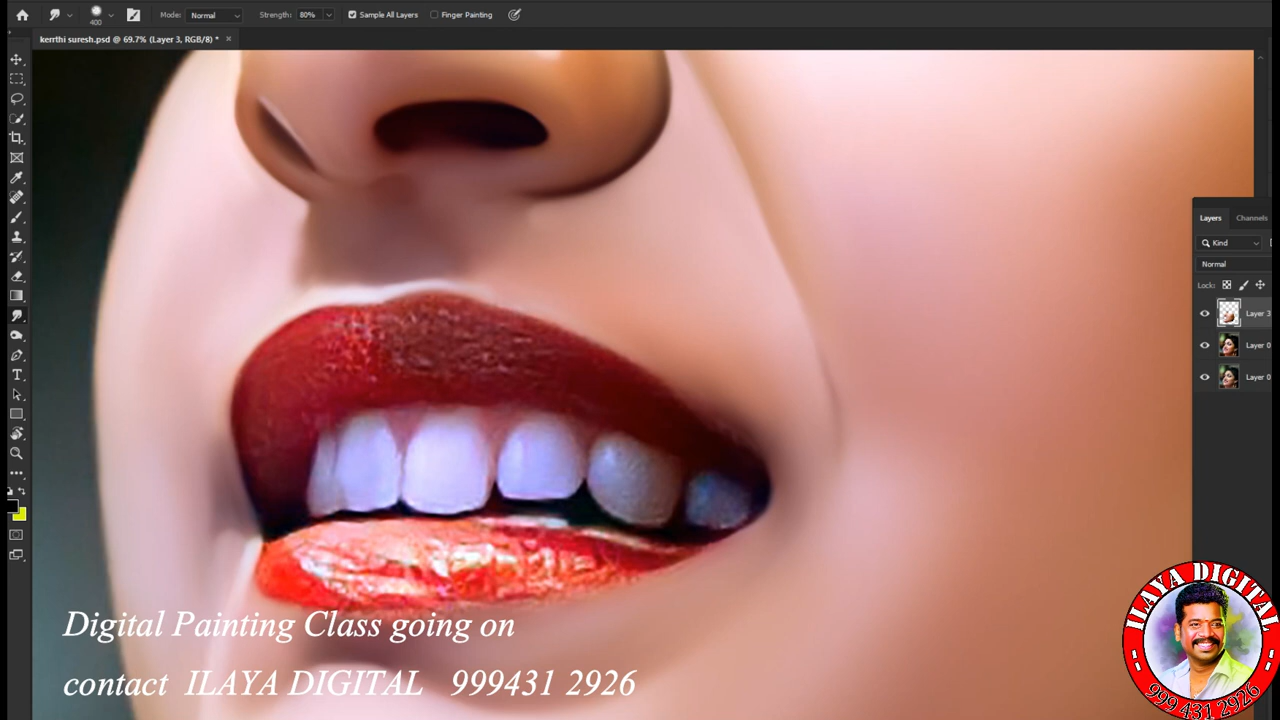 Mode: Normal Strength: 80% Sample All Layers Finger Painting
400
kerrthi suresh.psd @ 69.7% (Layer 3, RGB/8) * ×
Layers Channels
Kind
Normal
Lock:
Layer 3
Layer 0
Layer 0
Digital Painting Class going on
contact ILAYA DIGITAL 999431 2926
ILAYA DIGITAL
999 431 2926